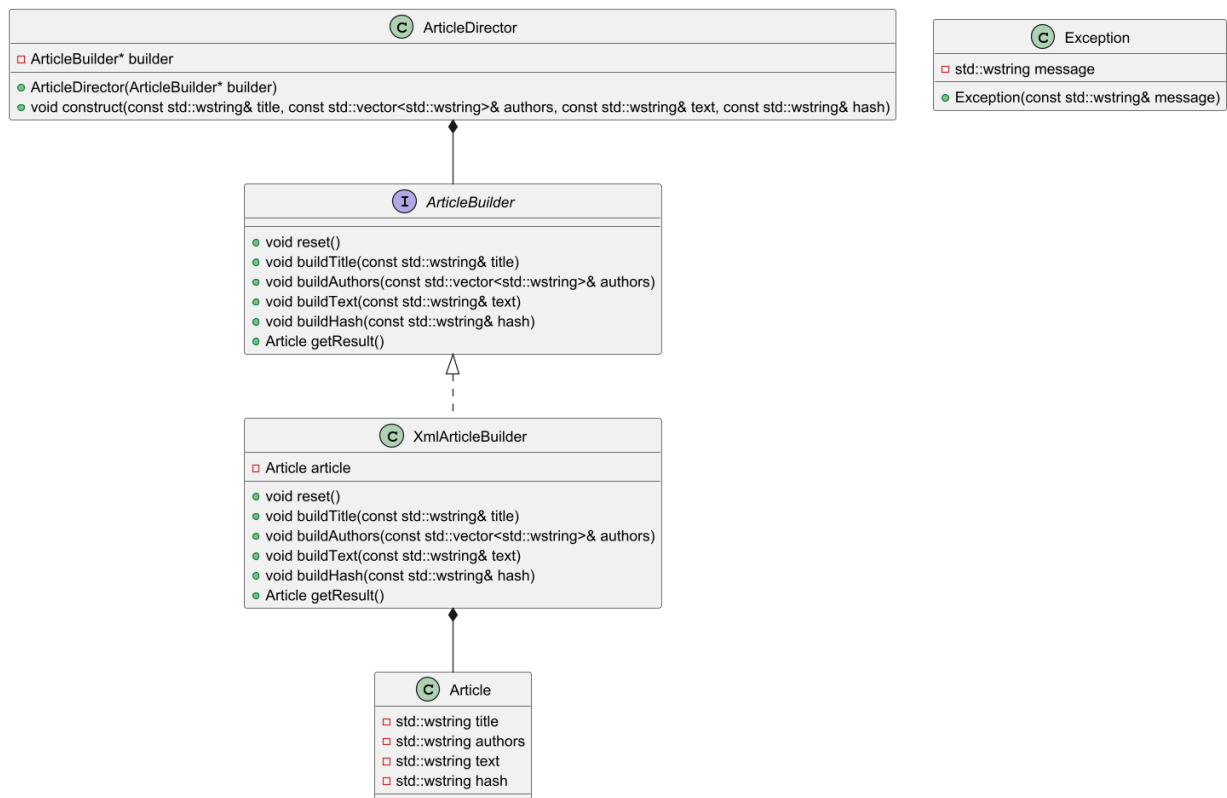 C ArticleDirector
ArticleBuilder* builder
ArticleDirector(ArticleBuilder* builder)
void construct(const std::wstring& title, const std::vector<std::wstring>& authors, const std::wstring& text, const std::wstring& hash)
C Exception
std::wstring message
Exception(const std::wstring& message)
I ArticleBuilder
void reset()
void buildTitle(const std::wstring& title)
void buildAuthors(const std::vector<std::wstring>& authors)
void buildText(const std::wstring& text)
void buildHash(const std::wstring& hash)
Article getResult()
C XmlArticleBuilder
Article article
void reset()
void buildTitle(const std::wstring& title)
void buildAuthors(const std::vector<std::wstring>& authors)
void buildText(const std::wstring& text)
void buildHash(const std::wstring& hash)
Article getResult()
C Article
std::wstring title
std::wstring authors
std::wstring text
std::wstring hash